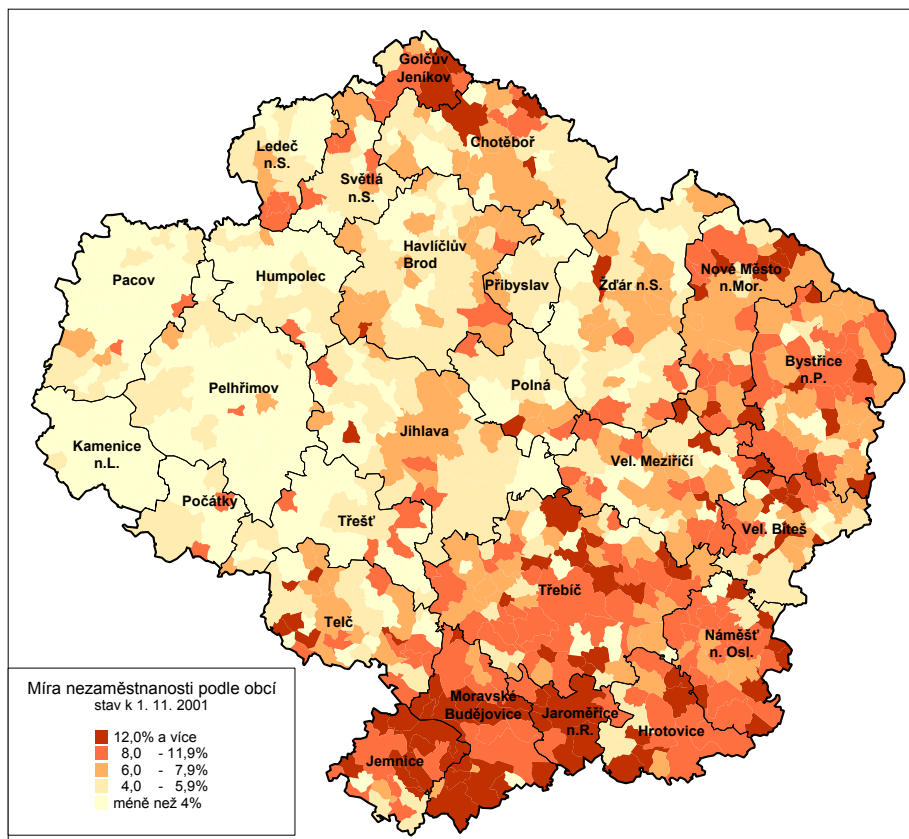 Golčův
Jeníkov
Chotěboř
Ledeč
n.S.
Světlá
n.S.
Havlíčlův
Brod
Přibyslav
Žďár n.S.
Nové Město
n.Mor.
Pacov
Humpolec
Bystřice
n.P.
Pelhřimov
Polná
Jihlava
Kamenice
n.L.
Vel. Meziříčí
Počátky
Třešť
Vel. Bíteš
Třebíč
Telč
Náměšť
n. Osl.
Moravské
Budějovice
Jaroměřice
n.R.
Hrotovice
Jemnice
Míra nezaměstnanosti podle obcí
stav k 1. 11. 2001
12,0% a více
8,0 - 11,9%
6,0 - 7,9%
4,0 - 5,9%
méně než 4%